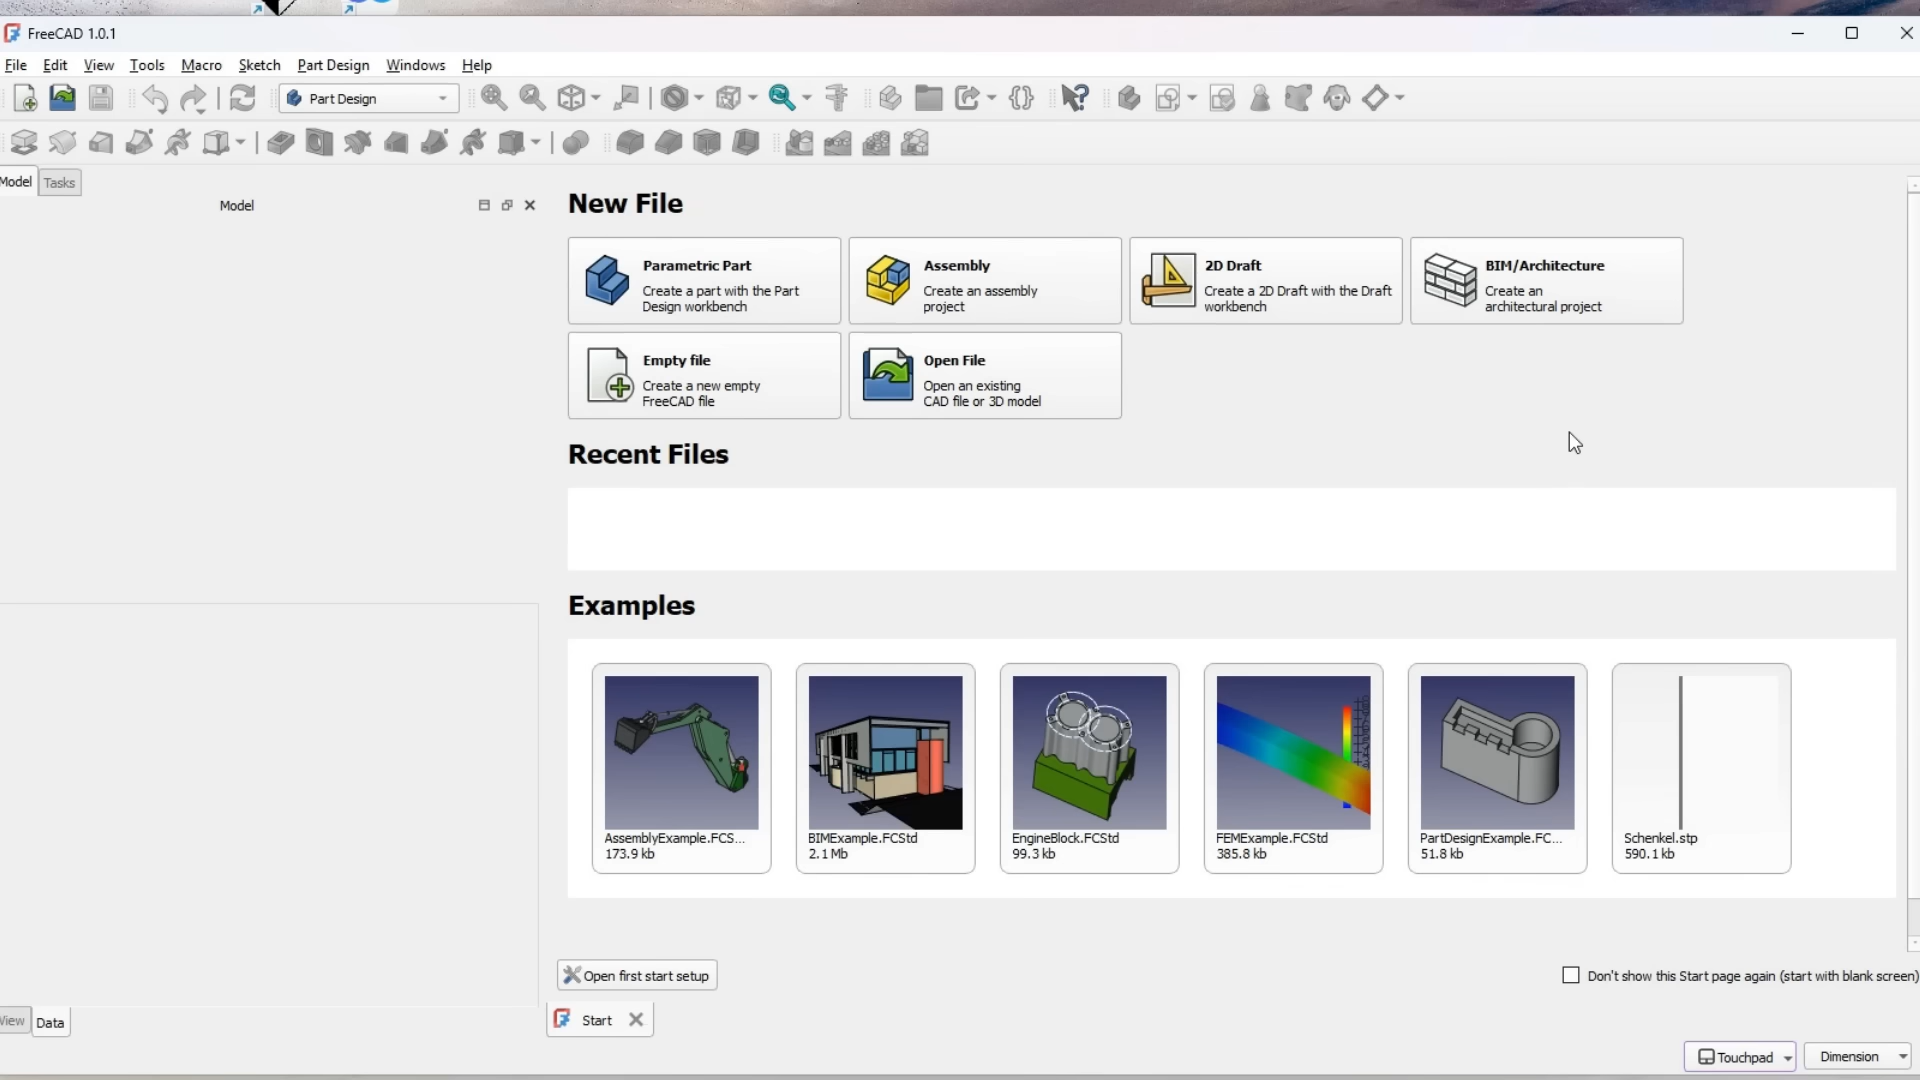 FreeCAD 1.0.1
File Edit View Tools Macro Sketch Part Design Windows Help
Part Design
Model Tasks
Model
New File
Parametric Part
Create a part with the Part
Design workbench
Assembly
Create an assembly
project
2D Draft
Create a 2D Draft with the Draft
workbench
BIM/Architecture
Create an
architectural project
Empty file
Create a new empty
FreeCAD file
Open File
Open an existing
CAD file or 3D model
Recent Files
Examples
AssemblyExample.FCS...
173.9 kb
BIMExample.FCStd
2.1 Mb
EngineBlock.FCStd
99.3 kb
FEMExample.FCStd
385.8 kb
PartDesignExample.FC...
51.8 kb
Schenkel.stp
590.1 kb
Open first start setup
Don't show this Start page again (start with blank screen)
View Data
Start
Touchpad
Dimension